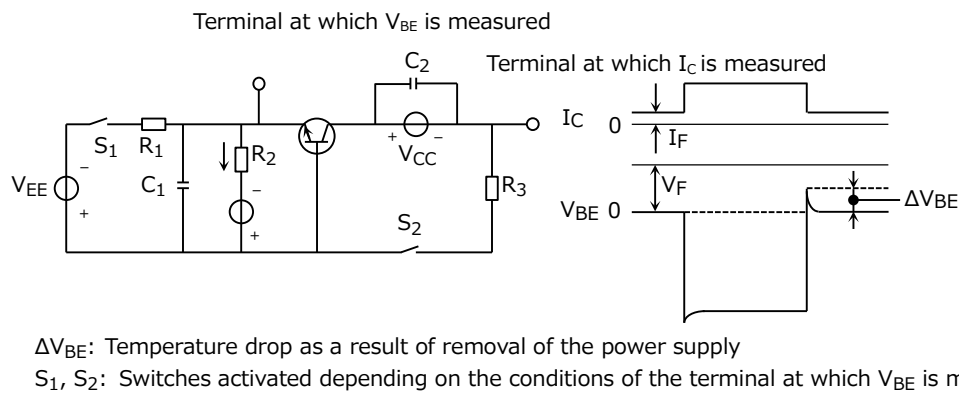 Terminal at which VBE is measured
C2
Terminal at which IC is measured
S1
R1
R2
C1
VEE
−
+
−
+
+
−
VCC
R3
S2
IC 0
IF
VF
VBE 0
ΔVBE
ΔVBE: Temperature drop as a result of removal of the power supply
S1, S2: Switches activated depending on the conditions of the terminal at which VBE is m